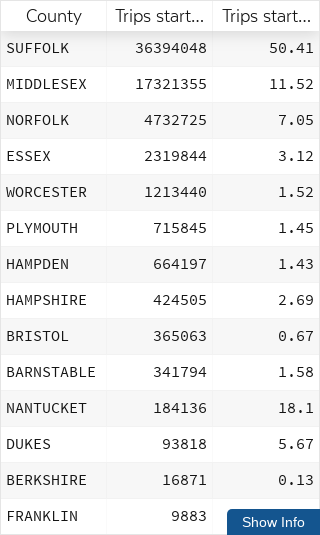 County Trips start... Trips start...
SUFFOLK 36394048 50.41
MIDDLESEX 17321355 11.52
NORFOLK 4732725 7.05
ESSEX 2319844 3.12
WORCESTER 1213440 1.52
PLYMOUTH 715845 1.45
HAMPDEN 664197 1.43
HAMPSHIRE 424505 2.69
BRISTOL 365063 0.67
BARNSTABLE 341794 1.58
NANTUCKET 184136 18.1
DUKES 93818 5.67
BERKSHIRE 16871 0.13
FRANKLIN 9883
Show Info